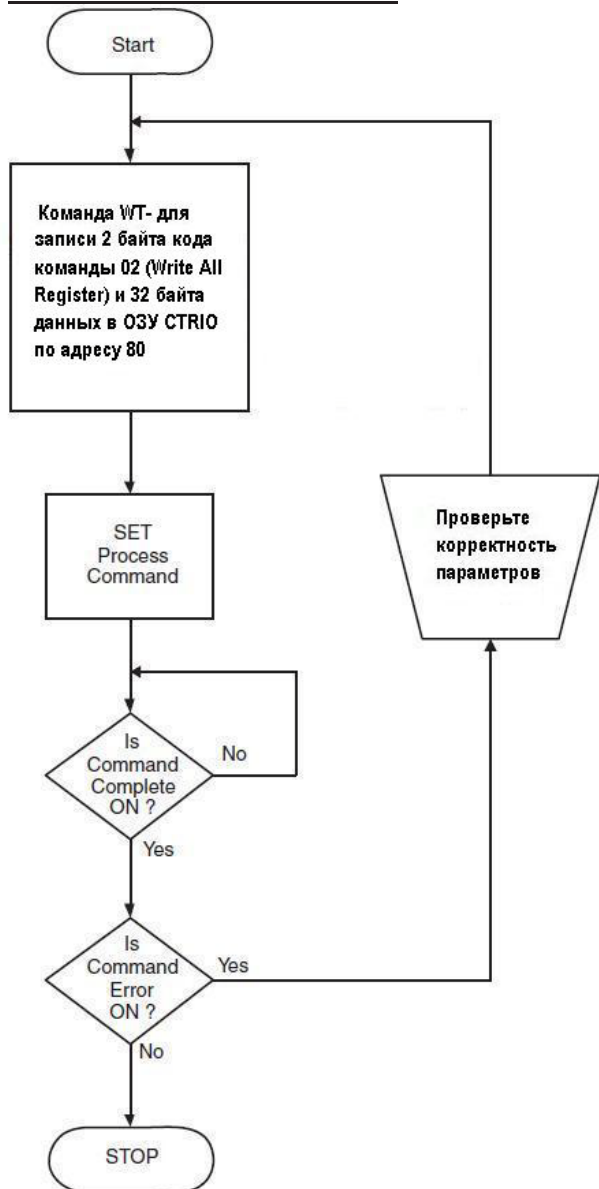 Start
Команда WT- для
записи 2 байта кода
команды 02 (Write All
Register) и 32 байта
данных в ОЗУ CTRIO
по адресу 80
SET
Process
Command
Проверьте
корректность
параметров
Is
Command
Complete
ON ?
No
Yes
Is
Command
Error
ON ?
Yes
No
STOP